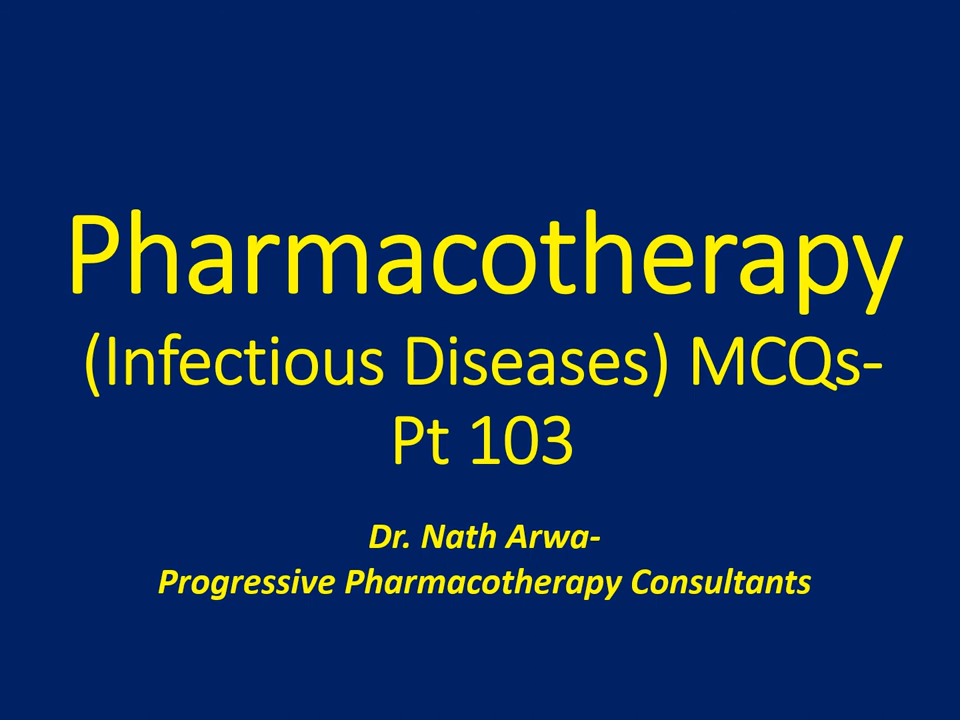 Pharmacotherapy
(Infectious Diseases) MCQs-
Pt 103
Dr. Nath Arwa-
Progressive Pharmacotherapy Consultants